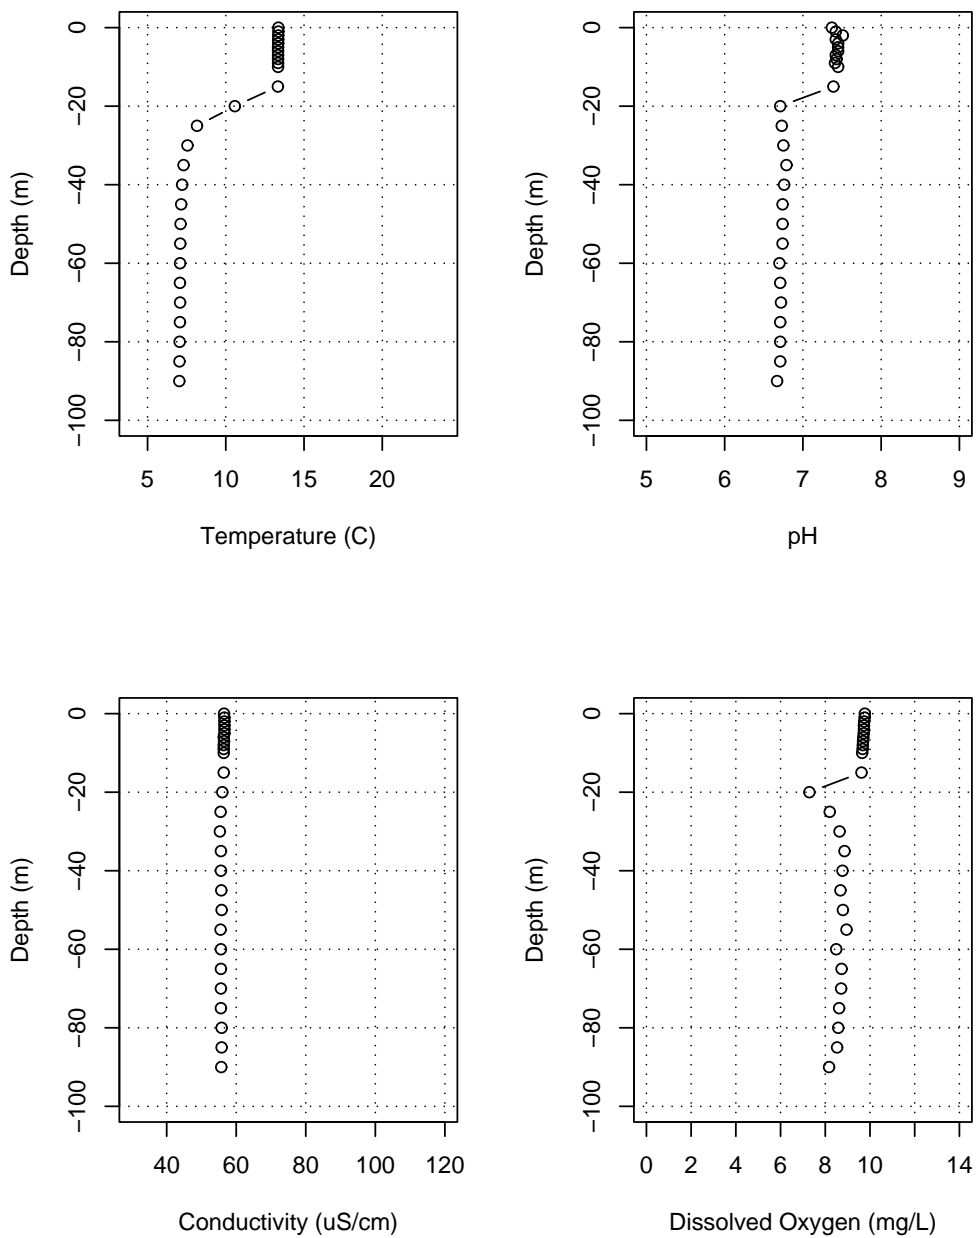 0
−20
−40
−60
−80
−100
Depth (m)
5 10 15 20
Temperature (C)
0
−20
−40
−60
−80
−100
Depth (m)
5 6 7 8 9
pH
0
−20
−40
−60
−80
−100
Depth (m)
40 60 80 100 120
Conductivity (uS/cm)
0
−20
−40
−60
−80
−100
Depth (m)
0 2 4 6 8 10 14
Dissolved Oxygen (mg/L)